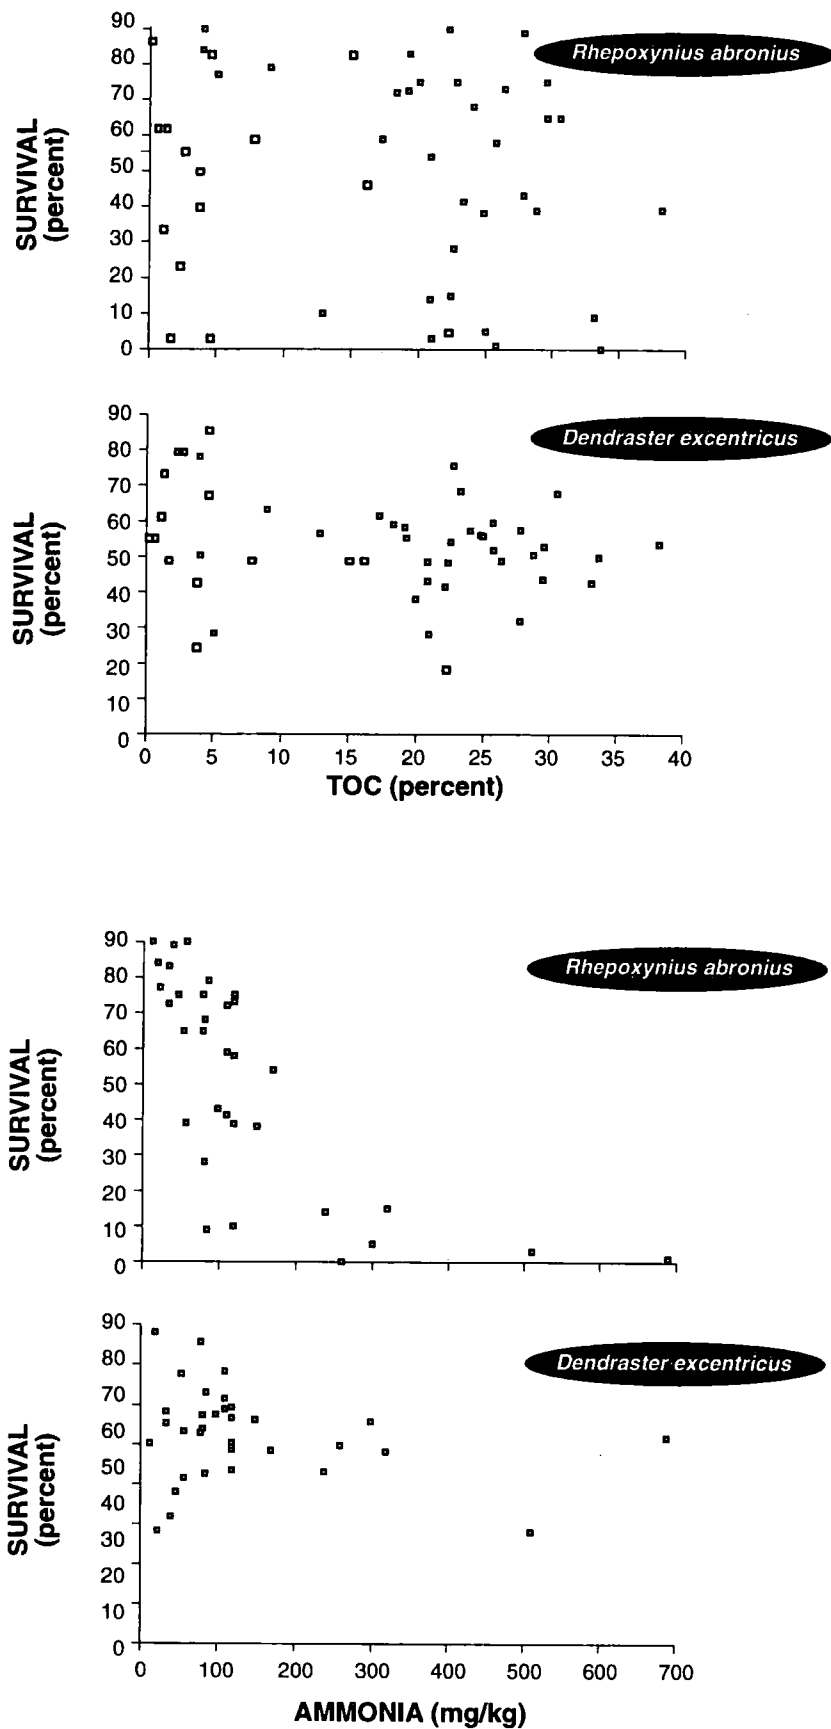 90
80
70
60
50
40
30
20
10
0
SURVIVAL
(percent)
Rhepoxynius abronius
90
80
70
60
50
40
30
20
10
0
SURVIVAL
(percent)
Dendraster excentricus
0 5 10 15 20 25 30 35 40
TOC (percent)
90
80
70
60
50
40
30
20
10
0
SURVIVAL
(percent)
Rhepoxynius abronius
90
80
70
60
50
40
30
20
10
0
SURVIVAL
(percent)
Dendraster excentricus
0 100 200 300 400 500 600 700
AMMONIA (mg/kg)